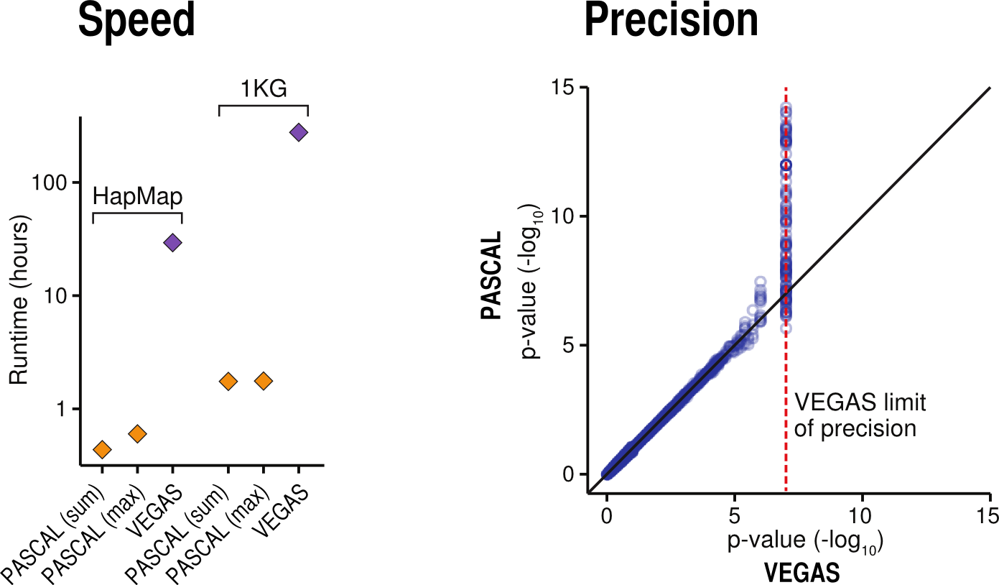 Speed
1KG
HapMap
100
10
1
Runtime (hours)
PASCAL (sum)
PASCAL (max)
VEGAS
PASCAL (sum)
PASCAL (max)
VEGAS
Precision
15
10
5
0
PASCAL
p-value (-log10)
VEGAS limit
of precision
0
5
10
15
p-value (-log10)
VEGAS